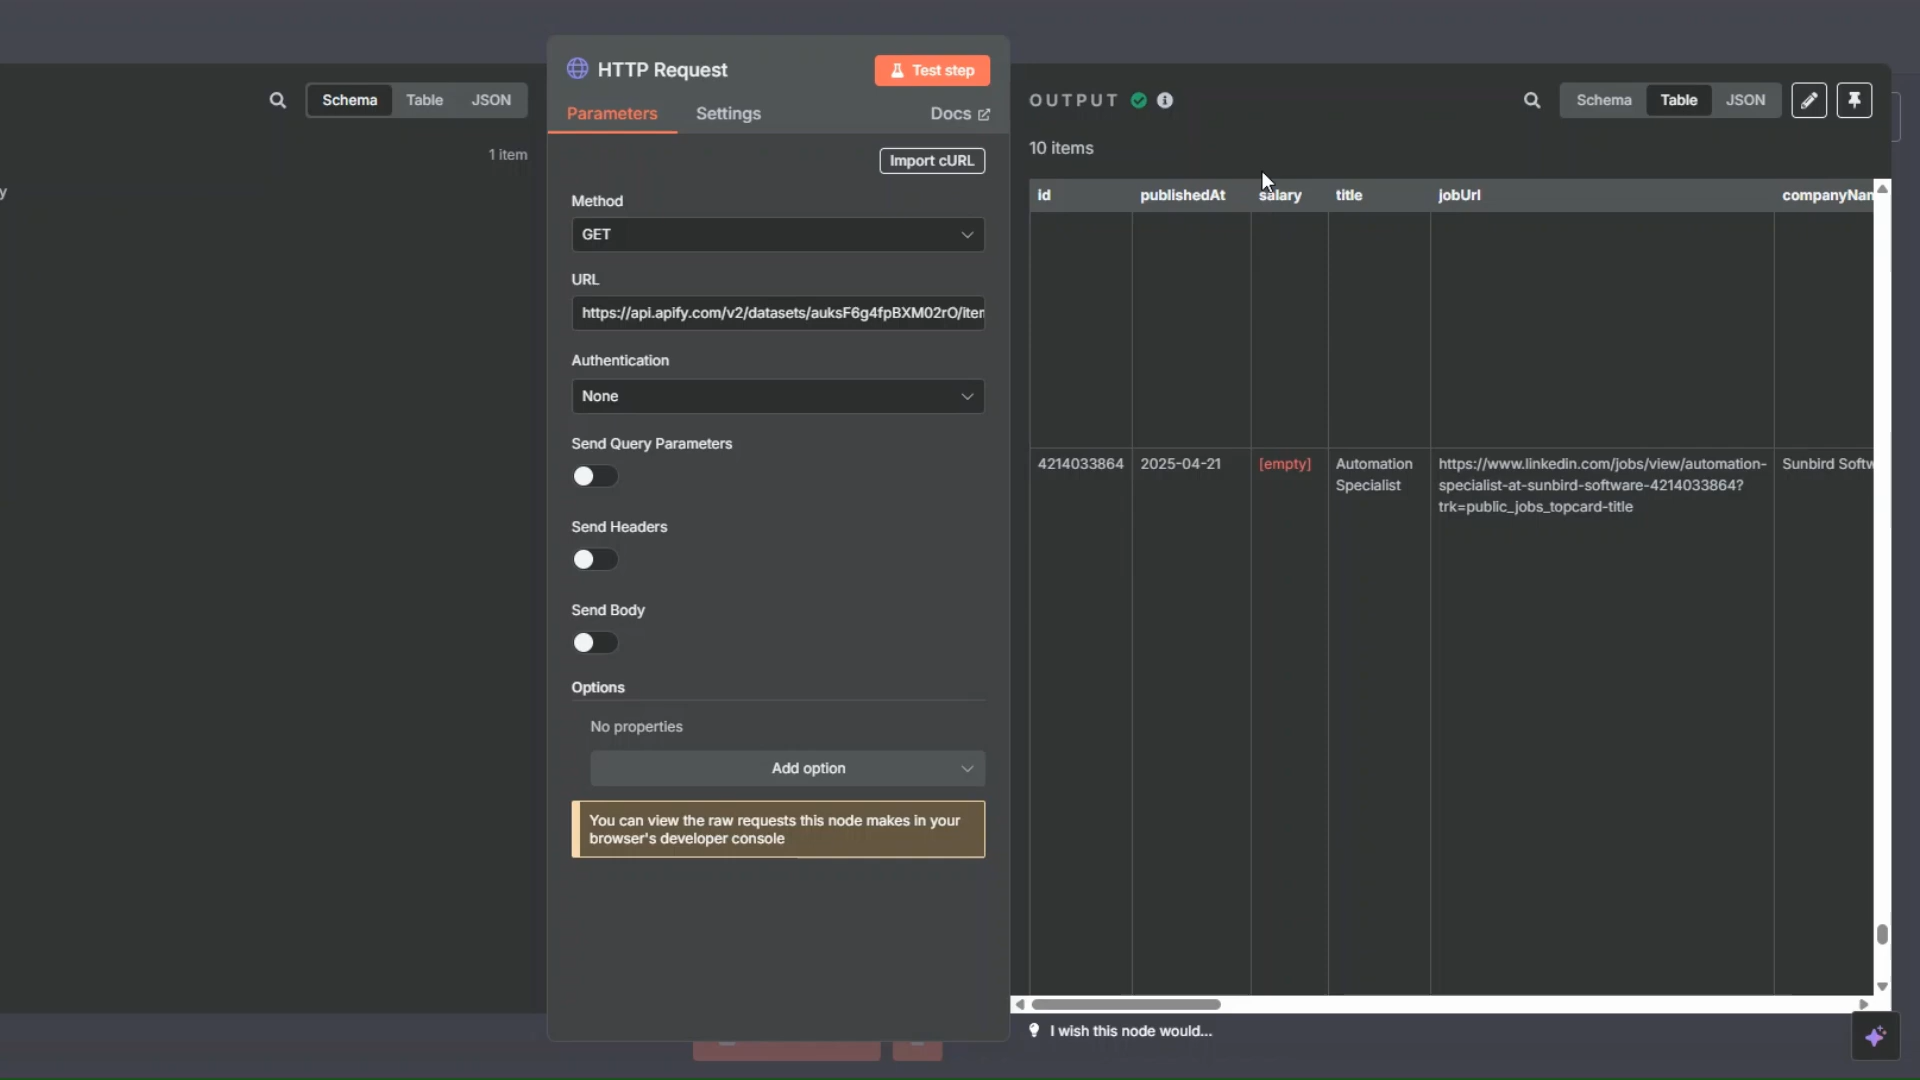 Schema
Table
JSON
1 item
y
HTTP Request
Test step
Parameters
Settings
Docs
Import cURL
Method
GET
URL
https://api.apify.com/v2/datasets/auksF6g4fpBXM02rO/iter
Authentication
None
Send Query Parameters
Send Headers
Send Body
Options
No properties
Add option
You can view the raw requests this node makes in your
browser's developer console
OUTPUT
Schema
Table
JSON
10 items
id
publishedAt
salary
title
jobUrl
companyNam
4214033864
2025-04-21
[empty]
Automation
Specialist
https://www.linkedin.com/jobs/view/automation-
specialist-at-sunbird-software-4214033864?
trk=public_jobs_topcard-title
Sunbird Softw
I wish this node would...